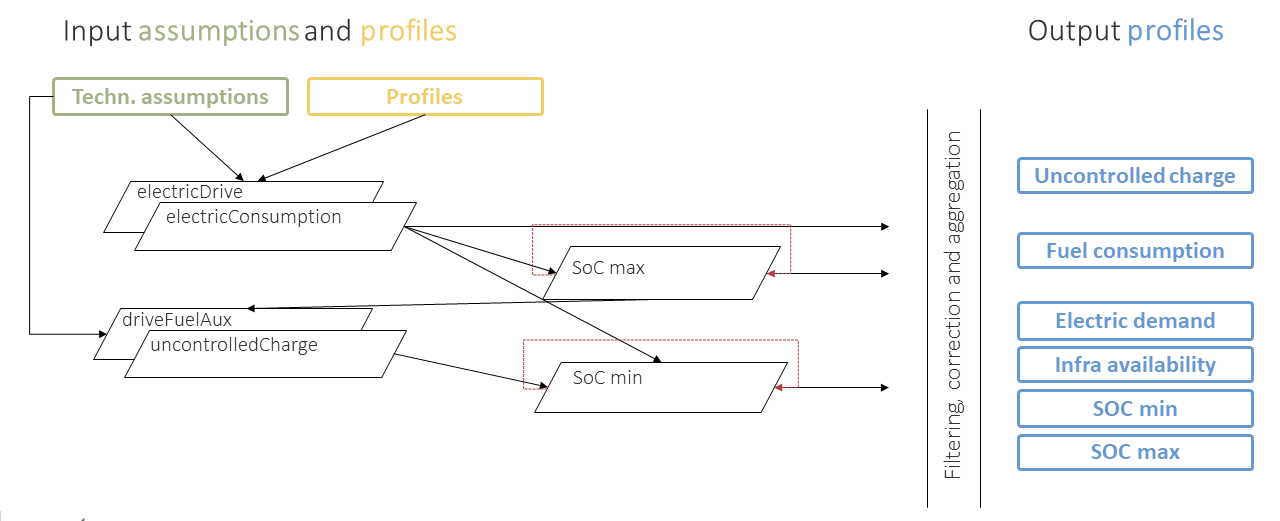 Input assumptions and profiles
Output profiles
Techn. assumptions
Profiles
electricDrive
electricConsumption
SoC max
driveFuelAux
uncontrolledCharge
SoC min
Filtering, correction and aggregation
Uncontrolled charge
Fuel consumption
Electric demand
Infra availability
SOC min
SOC max